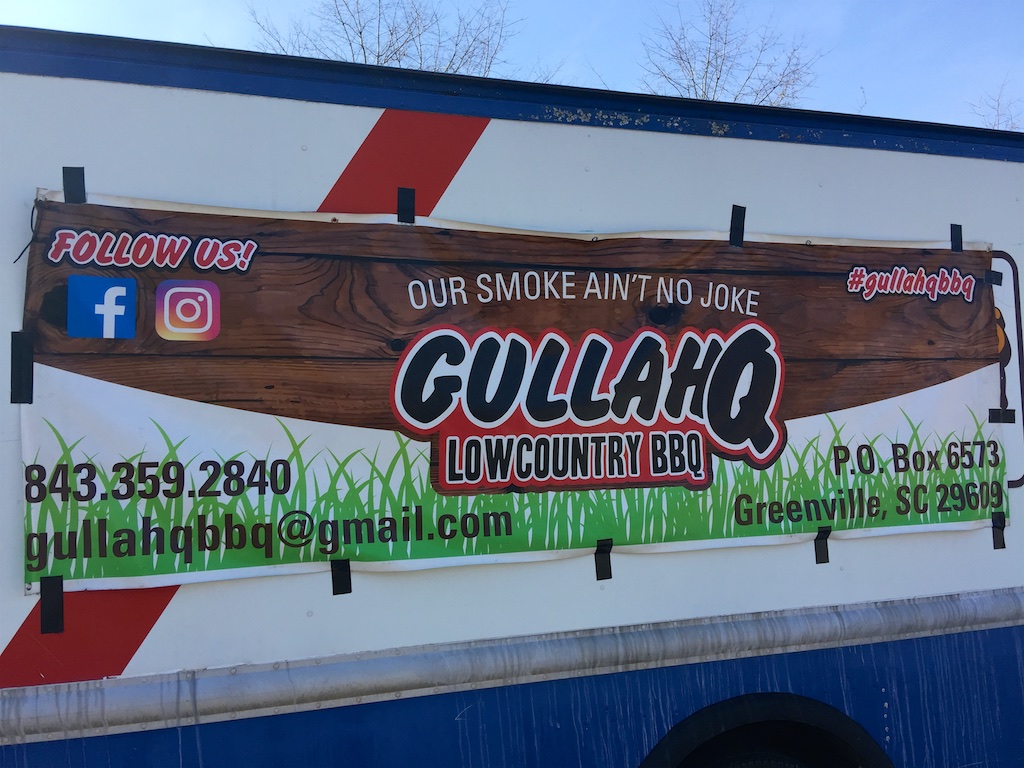 FOLLOW US!
OUR SMOKE AIN'T NO JOKE
#gullahqbbq
GULLAHQ
LOWCOUNTRY BBQ
843.359.2840
gullahqbbq@gmail.com
P.O. Box 6573
Greenville, SC 29609